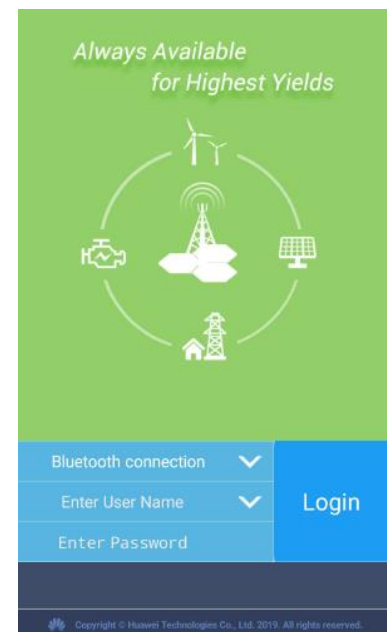 Always Available
for Highest Yields
Bluetooth connection
Enter User Name
Login
Enter Password
Copyright © Huawei Technologies Co., Ltd. 2019. All rights reserved.